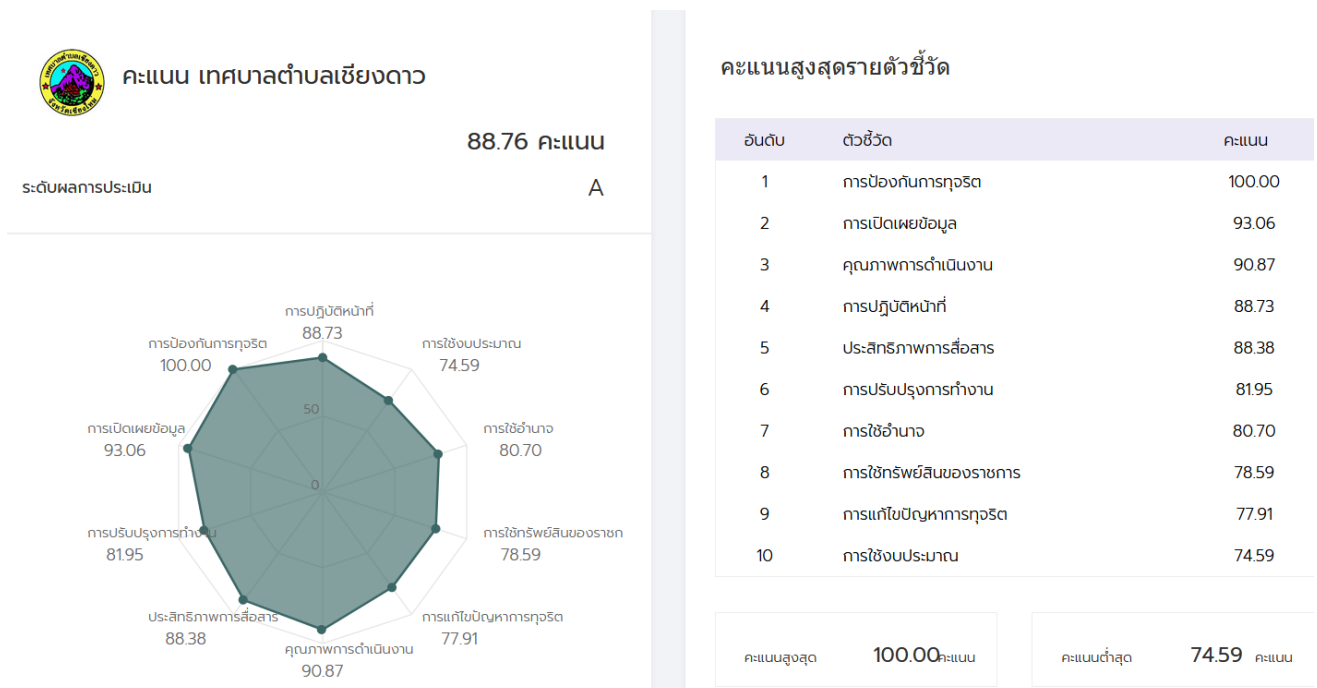 คะแนน เทศบาลตำบลเชียงดาว
88.76 คะแนน
ระดับผลการประเมิน A
การปฏิบัติหน้าที่
88.73
การป้องกันการทุจริต
100.00
การใช้งบประมาณ
74.59
50
การเปิดเผยข้อมูล
93.06
การใช้อำนาจ
80.70
0
การปรับปรุงการทำงาน
81.95
การใช้ทรัพย์สินของราชก
78.59
ประสิทธิภาพการสื่อสาร
88.38
การแก้ไขปัญหาการทุจริต
77.91
คุณภาพการดำเนินงาน
90.87
คะแนนสูงสุดรายตัวชี้วัด
อันดับ ตัวชี้วัด คะแนน
1 การป้องกันการทุจริต 100.00
2 การเปิดเผยข้อมูล 93.06
3 คุณภาพการดำเนินงาน 90.87
4 การปฏิบัติหน้าที่ 88.73
5 ประสิทธิภาพการสื่อสาร 88.38
6 การปรับปรุงการทำงาน 81.95
7 การใช้อำนาจ 80.70
8 การใช้ทรัพย์สินของราชการ 78.59
9 การแก้ไขปัญหาการทุจริต 77.91
10 การใช้งบประมาณ 74.59
คะแนนสูงสุด 100.00 คะแนน
คะแนนต่ำสุด 74.59 คะแนน